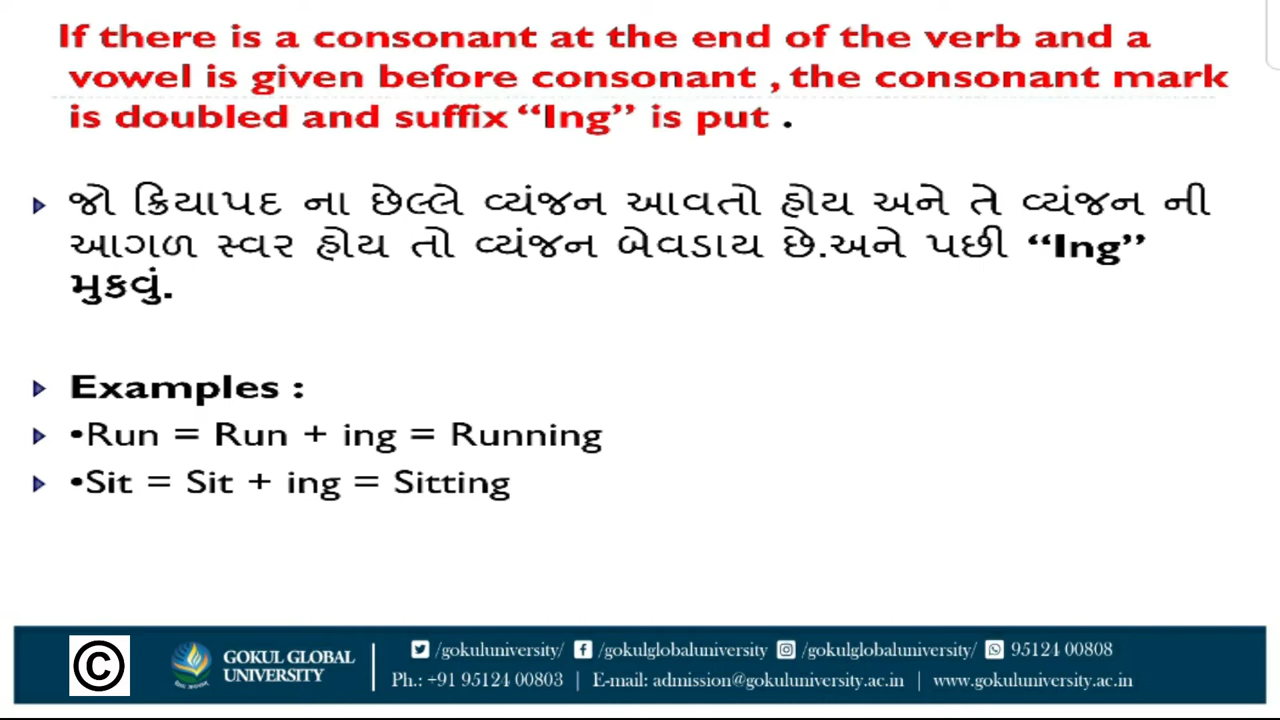 If there is a consonant at the end of the verb and a
vowel is given before consonant , the consonant mark
is doubled and suffix “Ing” is put .
જો ક્રિયાપદ ના છેલ્લે વ્યંજન આવતો હોય અને તે વ્યંજન ની
આગળ સ્વર હોય તો વ્યંજન બેવડાય છે.અને પછી “Ing”
મુકવું.
Examples :
•Run = Run + ing = Running
•Sit = Sit + ing = Sitting
© GOKUL GLOBAL
UNIVERSITY
/gokuluniversity/ /gokulglobaluniversity /gokulglobaluniversity/ 95124 00808
Ph.: +91 95124 00803 | E-mail: admission@gokuluniversity.ac.in | www.gokuluniversity.ac.in